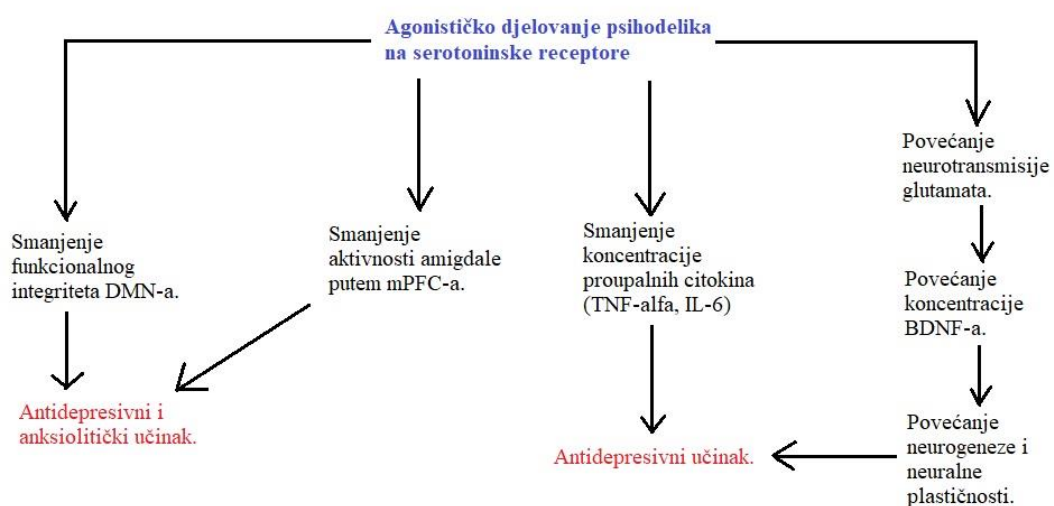 Agonističko djelovanje psihodelika
na serotoninske receptore
Smanjenje
funkcionalnog
integriteta DMN-a.
Antidepresivni i
anksiolitički učinak.
Smanjenje
aktivnosti amigdale
putem mPFC-a.
Smanjenje
koncentracije
proupalnih citokina
(TNF-alfa, IL-6)
Antidepresivni učinak.
Povećanje
neurotransmisije
glutamata.
Povećanje
koncentracije
BDNF-a.
Povećanje
neurogeneze i
neuralne
plastičnosti.